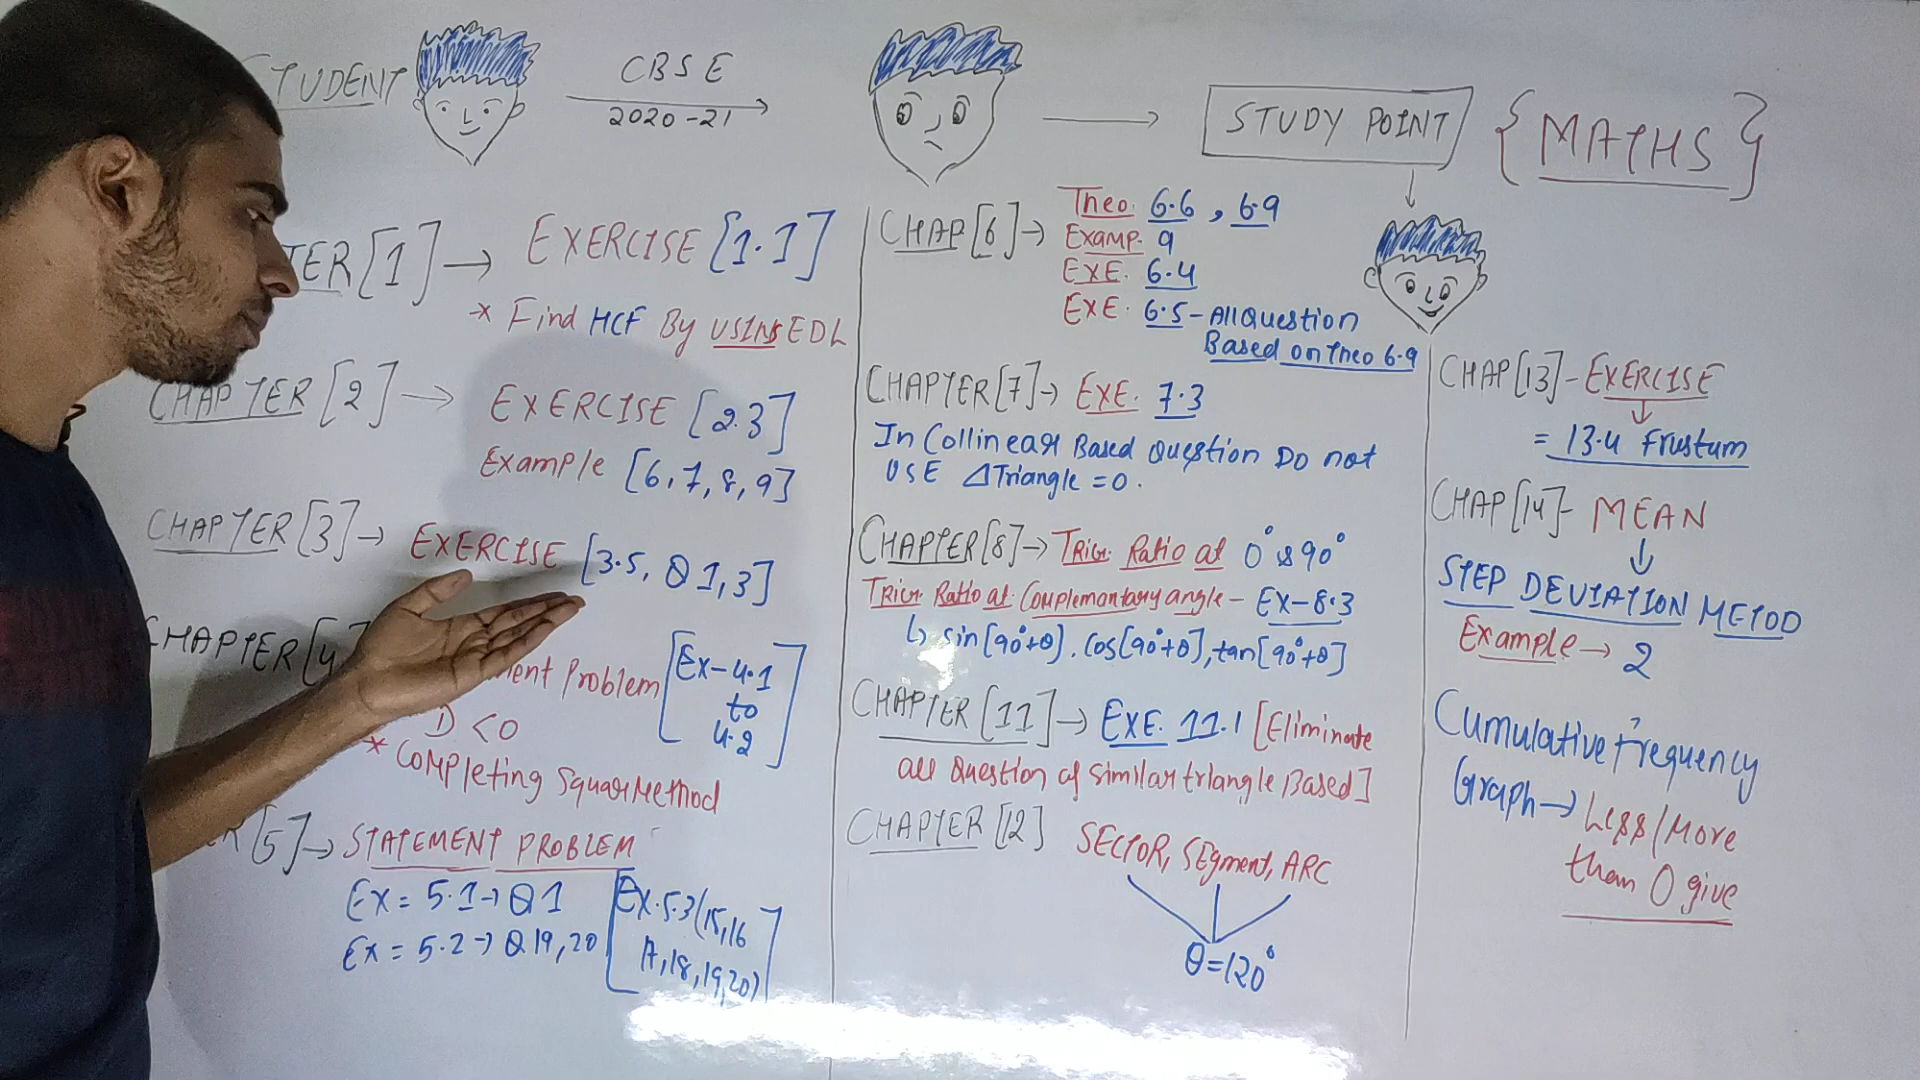 STUDENT
CBSE
2020-21
STUDY POINT
{MATHS}
TER[1] → EXERCISE [1.1]
* Find HCF By USING EDL
CHAPTER [2] → EXERCISE [2.3]
Example [6,7,8,9]
CHAPTER [3] → EXERCISE [3.5, Q 1,3]
CHAPTER [4
ment Problem [Ex-4.1 to 4.2]
D < 0
* Completing Square Method
ER [5] → STATEMENT PROBLEM
Ex = 5.1 → Q 1
Ex = 5.2 → Q 19,20
[Ex.5.3(15,16
17,18,19,20)]
CHAP[6] → Theo. 6.6, 6.9
Examp. 9
EXE. 6.4
EXE. 6.5 - All Question
Based on Theo 6.9
CHAPTER[7] → EXE. 7.3
In Collinear Based Question Do not
USE ΔTriangle = 0.
CHAPTER[8] → Trig. Ratio at 0° & 90°
Trign. Ratio at Complemontary angle - EX-8.3
↳ sin[90°+θ], Cos[90°+θ], tan[90°+θ]
CHAPTER [11] → EXE. 11.1 [Eliminate
all Question of similar triangle Based]
CHAPTER [12] SECTOR, SEgment, ARC
θ=120°
CHAP[13] - EXERCISE
= 13.4 Frustum
CHAP[14] - MEAN
STEP DEVIATION METOD
Example → 2
Cumulative Frequency
Graph → Less/More
than O give